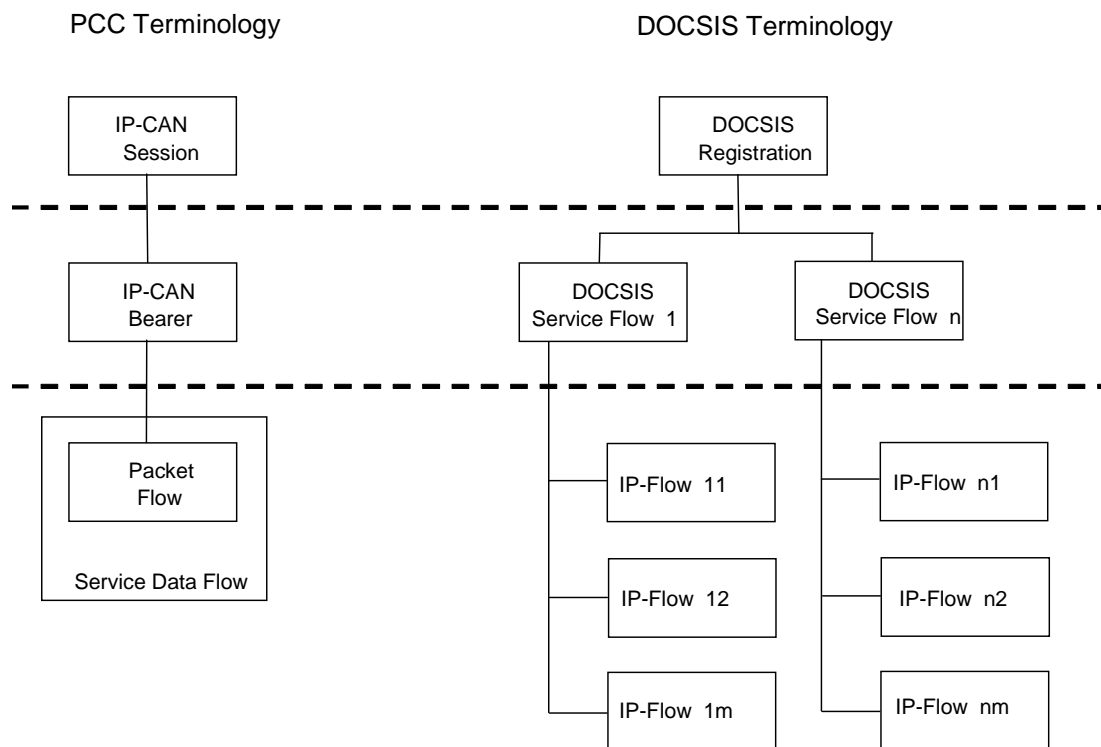 PCC Terminology
DOCSIS Terminology
IP-CAN
Session
DOCSIS
Registration
IP-CAN
Bearer
DOCSIS
Service Flow 1
DOCSIS
Service Flow n
Packet
Flow
Service Data Flow
IP-Flow 11
IP-Flow 12
IP-Flow 1m
IP-Flow n1
IP-Flow n2
IP-Flow nm